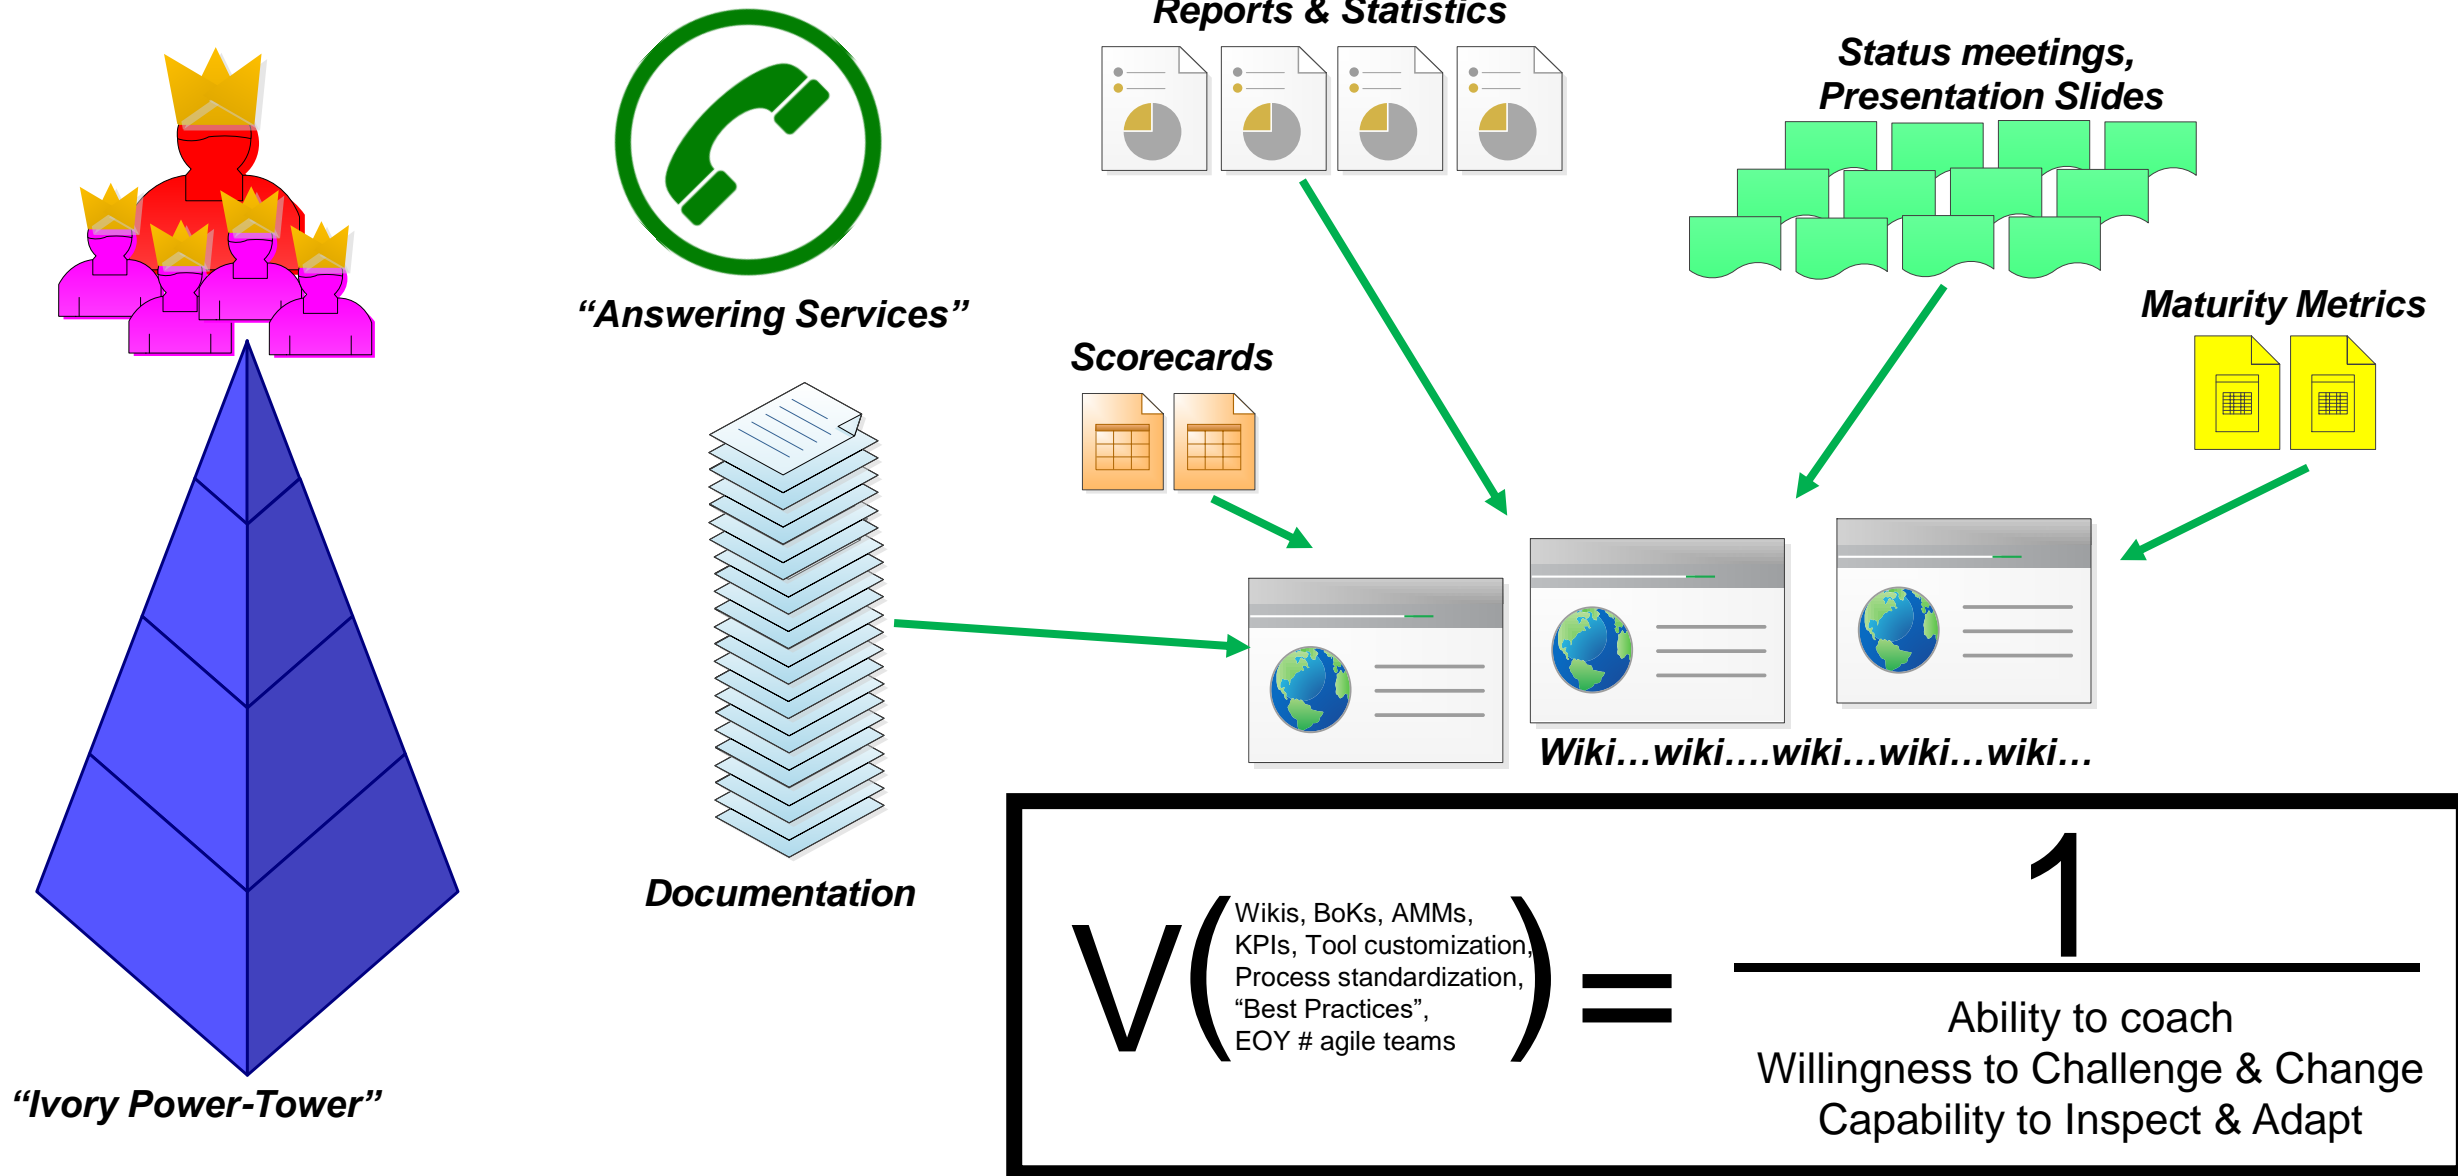 Reports & Statistics
Status meetings,
Presentation Slides
“Answering Services”
Maturity Metrics
Scorecards
Wiki…wiki….wiki…wiki…wiki…
Documentation
“Ivory Power-Tower”
V(
Wikis, BoKs, AMMs,
KPIs, Tool customization,
Process standardization,
“Best Practices”,
EOY # agile teams
) =
1
Ability to coach
Willingness to Challenge & Change
Capability to Inspect & Adapt